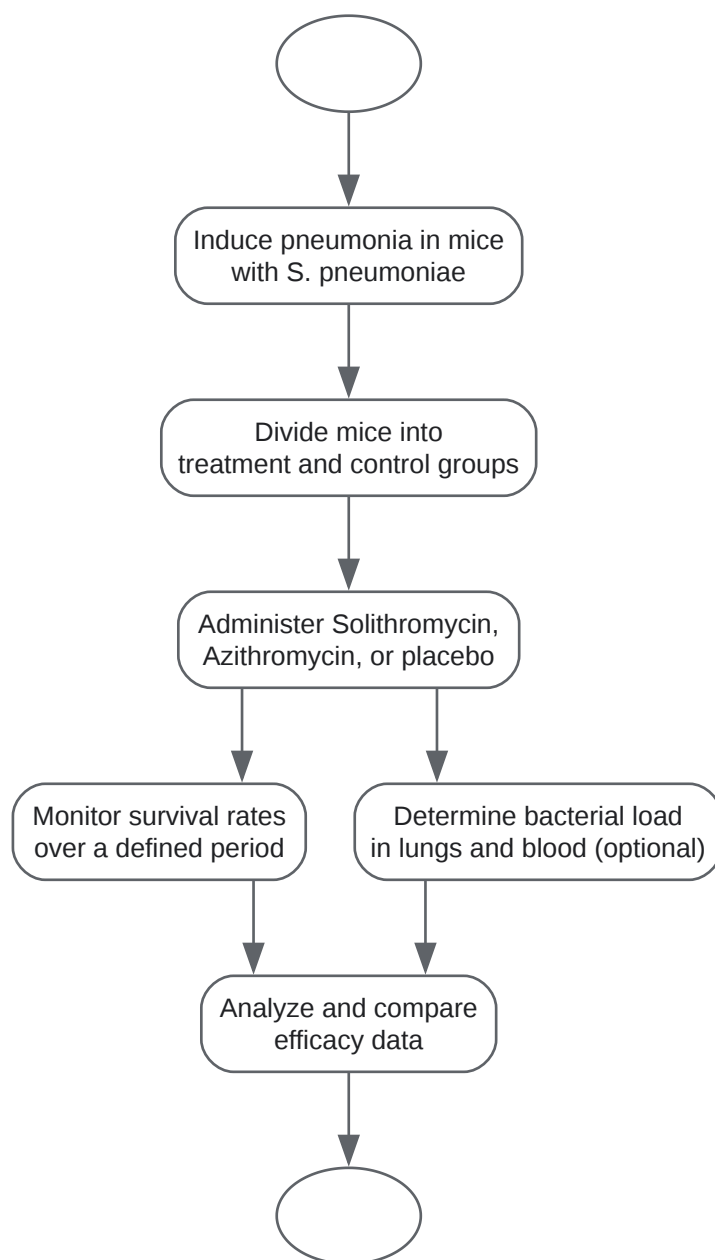 Induce pneumonia in mice
with S. pneumoniae
Divide mice into
treatment and control groups
Administer Solithromycin,
Azithromycin, or placebo
Monitor survival rates
over a defined period
Determine bacterial load
in lungs and blood (optional)
Analyze and compare
efficacy data